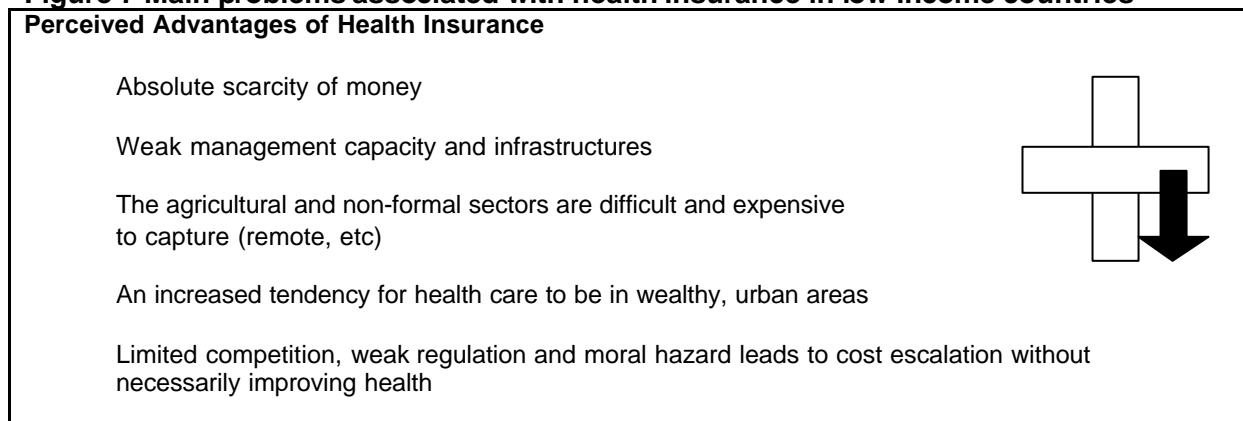 Figure 7 Main problems associated with health insurance in low income countries
Perceived Advantages of Health Insurance
Absolute scarcity of money
Weak management capacity and infrastructures
The agricultural and non-formal sectors are difficult and expensive
to capture (remote, etc)
An increased tendency for health care to be in wealthy, urban areas
Limited competition, weak regulation and moral hazard leads to cost escalation without
necessarily improving health